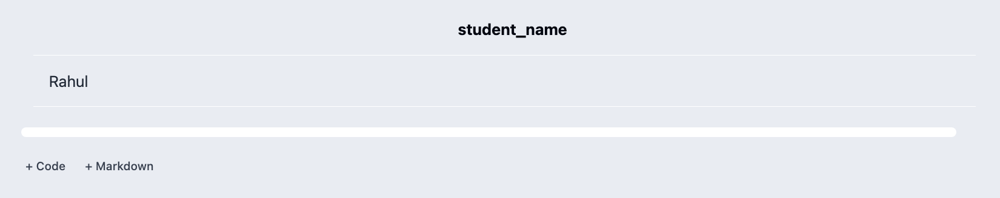 student_name
Rahul
+ Code + Markdown